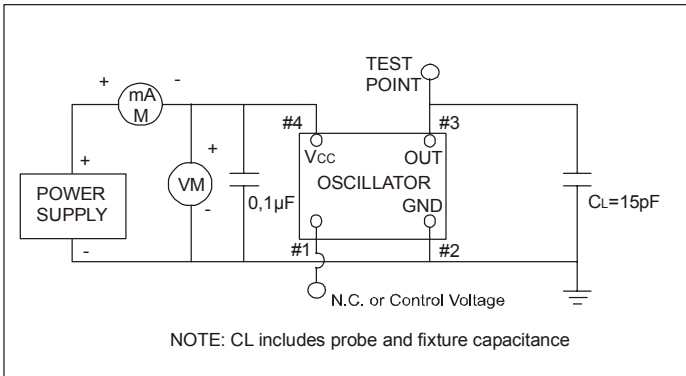 TEST
POINT
+
-
mA
M
#4
#3
+
+
VCC
OUT
POWER
SUPPLY
VM
0,1µF
OSCILLATOR
CL=15pF
-
GND
-
#1
#2
N.C. or Control Voltage
NOTE: CL includes probe and fixture capacitance